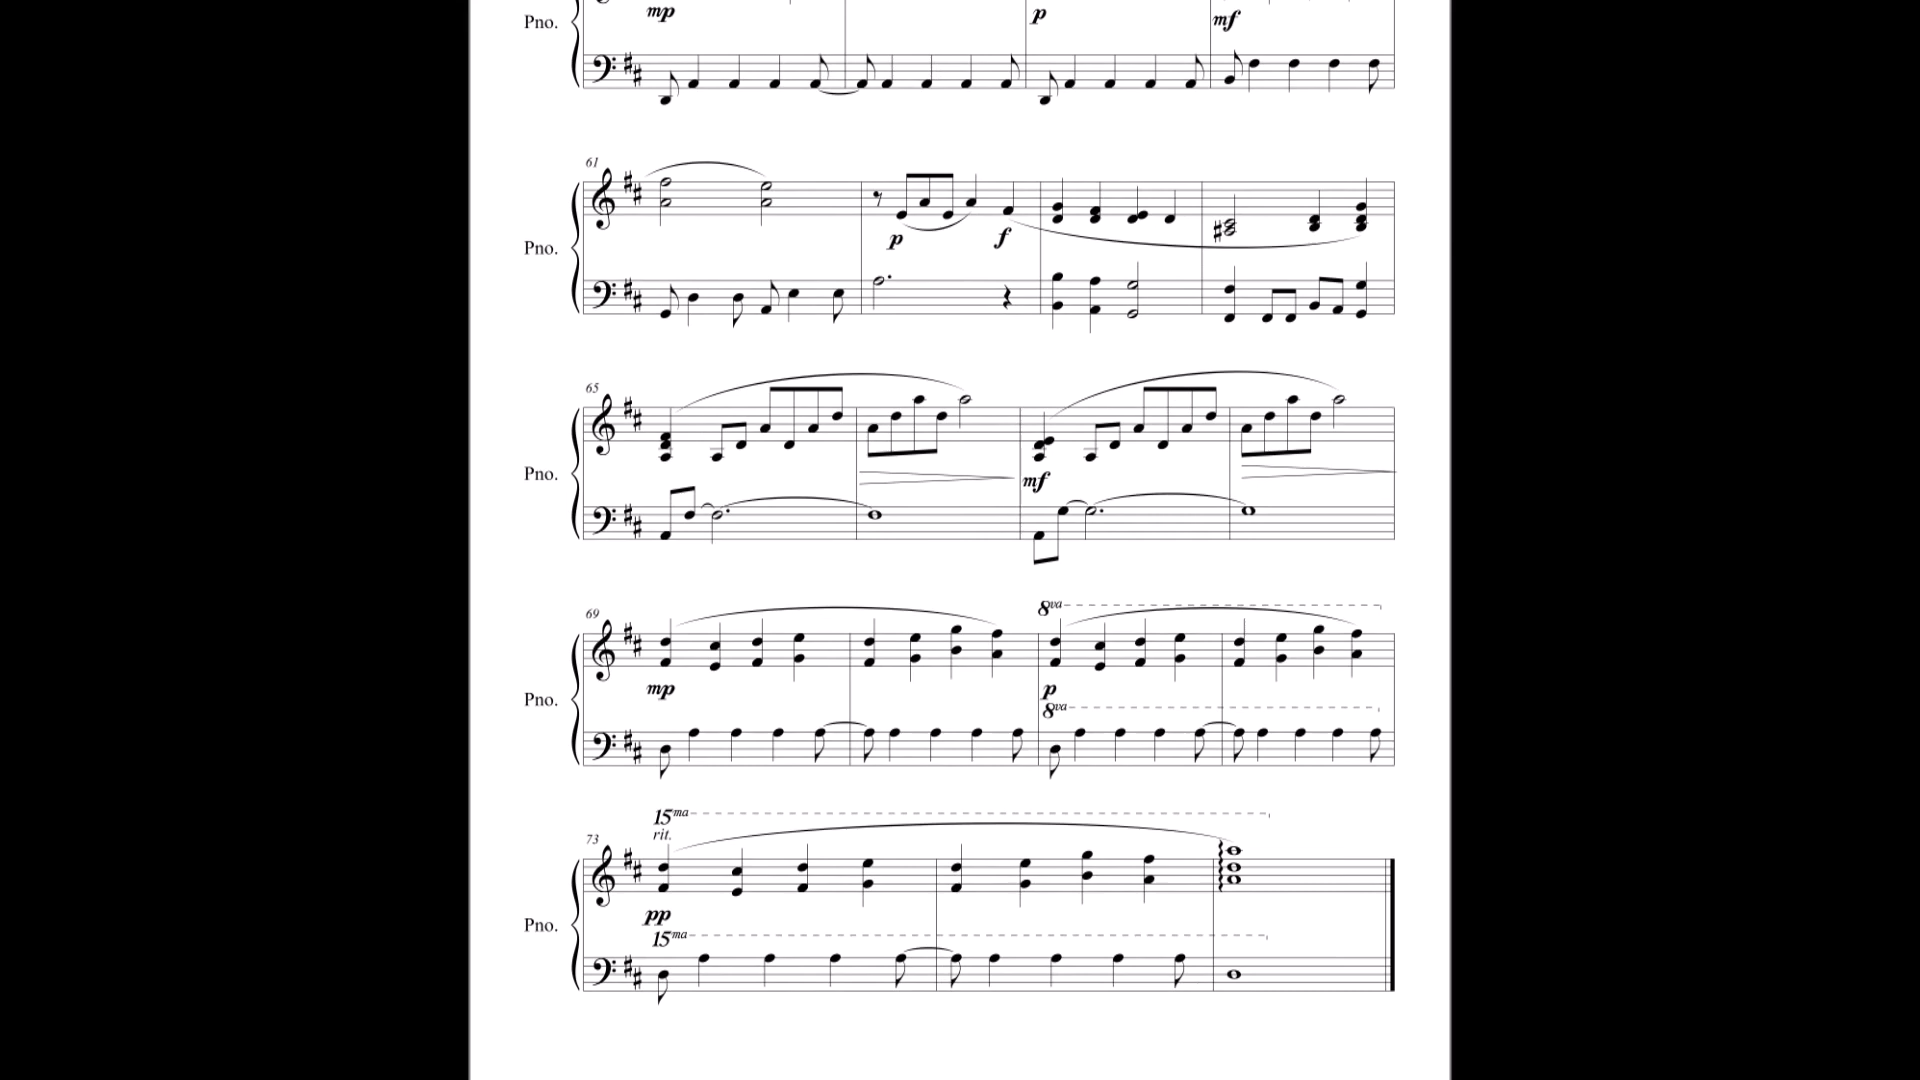 mp p mf
Pno.
61
p f
Pno.
65
mf
Pno.
69 8va
mp p
8va
Pno.
15ma
rit.
73
pp
15ma
Pno.